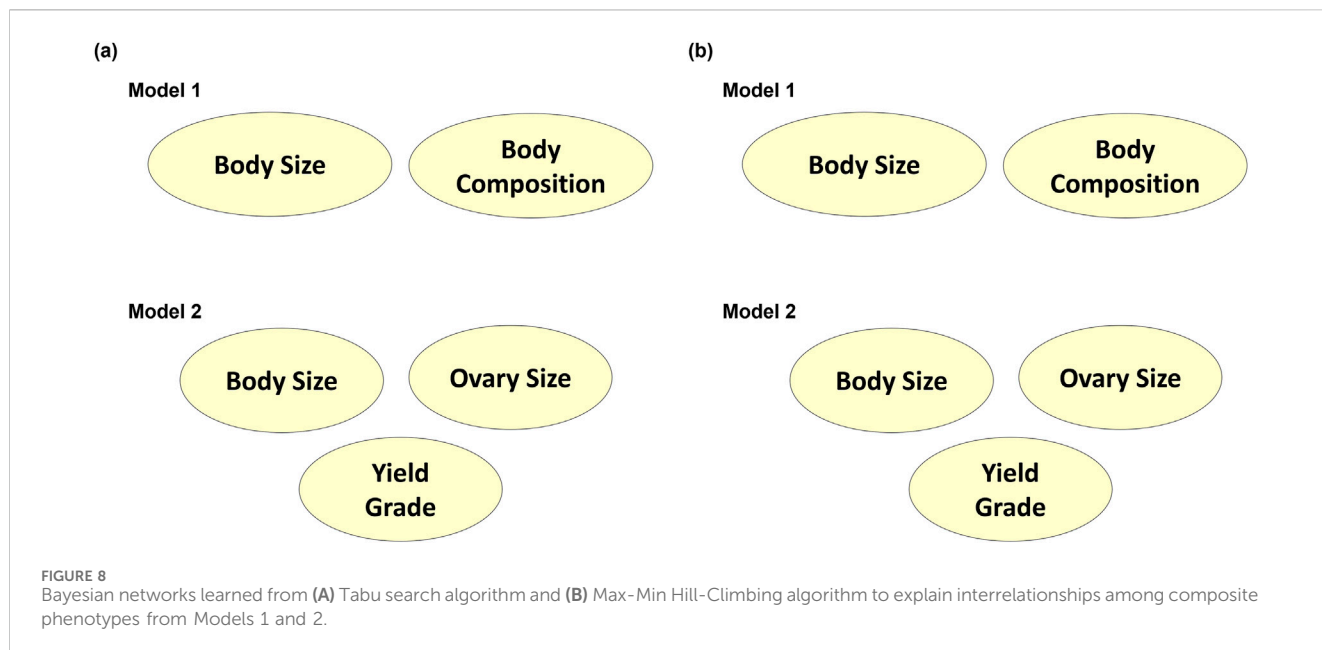 (a)
Model 1
Body Size
Body
Composition
Model 2
Body Size
Ovary Size
Yield
Grade
(b)
Model 1
Body Size
Body
Composition
Model 2
Body Size
Ovary Size
Yield
Grade
FIGURE 8
Bayesian networks learned from (A) Tabu search algorithm and (B) Max-Min Hill-Climbing algorithm to explain interrelationships among composite
phenotypes from Models 1 and 2.